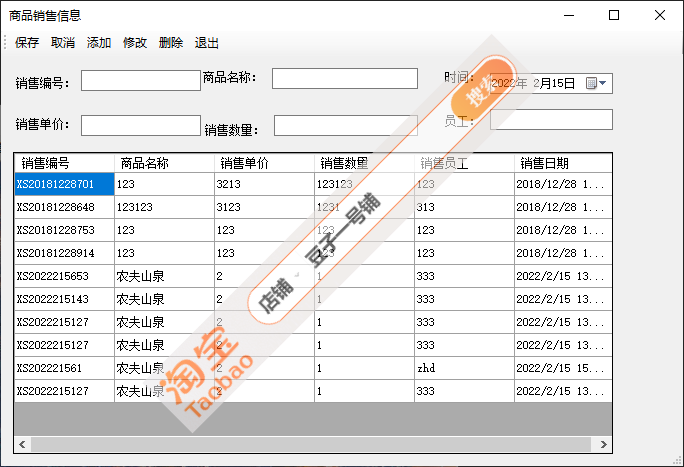 商品销售信息
保存 取消 添加 修改 删除 退出
销售编号： 商品名称： 时间： 2022年 2月15日
销售单价： 销售数量： 员工：
销售编号 商品名称 销售单价 销售数量 销售员工 销售日期
XS20181228701 123 3213 123123 123 2018/12/28 1...
XS20181228648 123123 3123 1231 313 2018/12/28 1...
XS20181228753 123 123 123 123 2018/12/28 1...
XS20181228914 123 123 123 123 2018/12/28 1...
XS2022215653 农夫山泉 2 1 333 2022/2/15 13...
XS2022215143 农夫山泉 2 1 333 2022/2/15 13...
XS2022215127 农夫山泉 2 1 333 2022/2/15 13...
XS2022215127 农夫山泉 2 1 333 2022/2/15 13...
XS202221561 农夫山泉 2 1 zhd 2022/2/15 15...
XS2022215127 农夫山泉 2 1 333 2022/2/15 13...
淘宝
Taobao
店铺 豆子一号铺
搜索